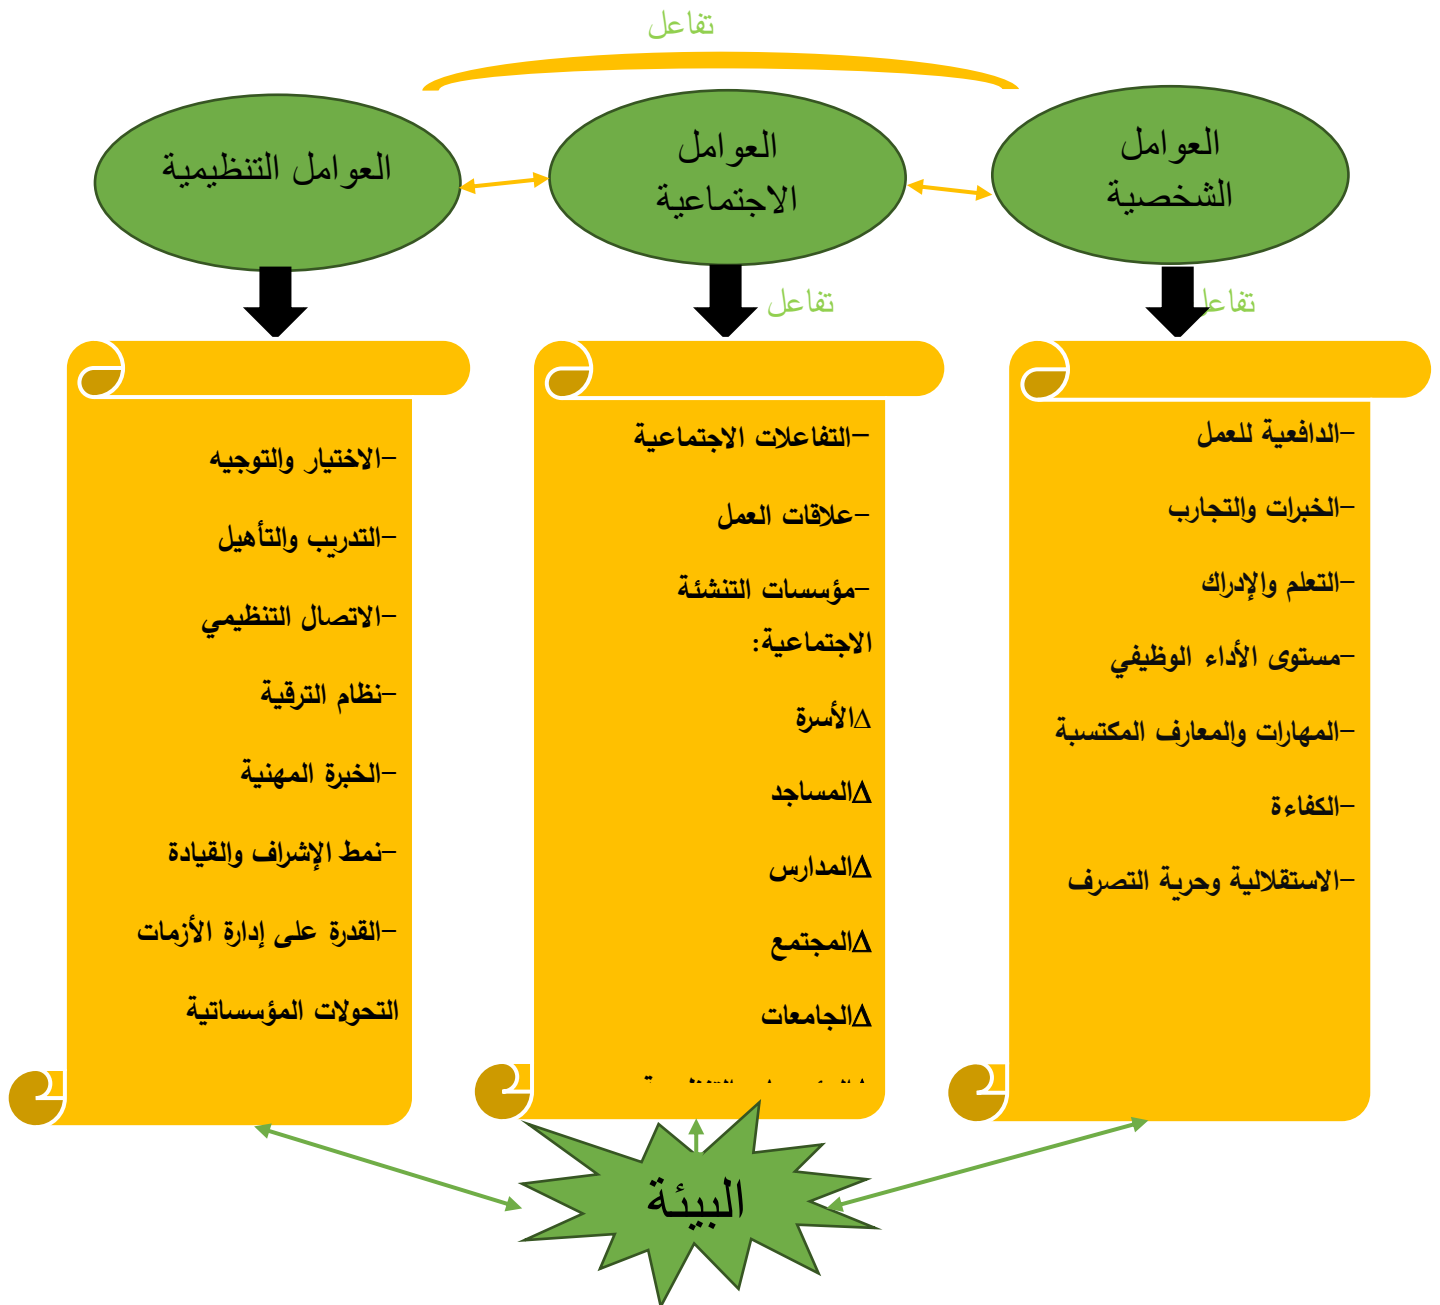 تفاعل
العوامل
الشخصية
العوامل
الاجتماعية
العوامل التنظيمية
تفاعل
تفاعل
-الدافعية للعمل
-الخبرات والتجارب
-التعلم والإدراك
-مستوى الأداء الوظيفي
-المهارات والمعارف المكتسبة
-الكفاءة
-الاستقلالية وحرية التصرف
-التفاعلات الاجتماعية
-علاقات العمل
-مؤسسات التنشئة
الاجتماعية:
∆الأسرة
∆المساجد
∆المدارس
∆المجتمع
∆الجامعات
-الاختيار والتوجيه
-التدريب والتأهيل
-الاتصال التنظيمي
-نظام الترقية
-الخبرة المهنية
-نمط الإشراف والقيادة
-القدرة على إدارة الأزمات
التحولات المؤسساتية
البيئة